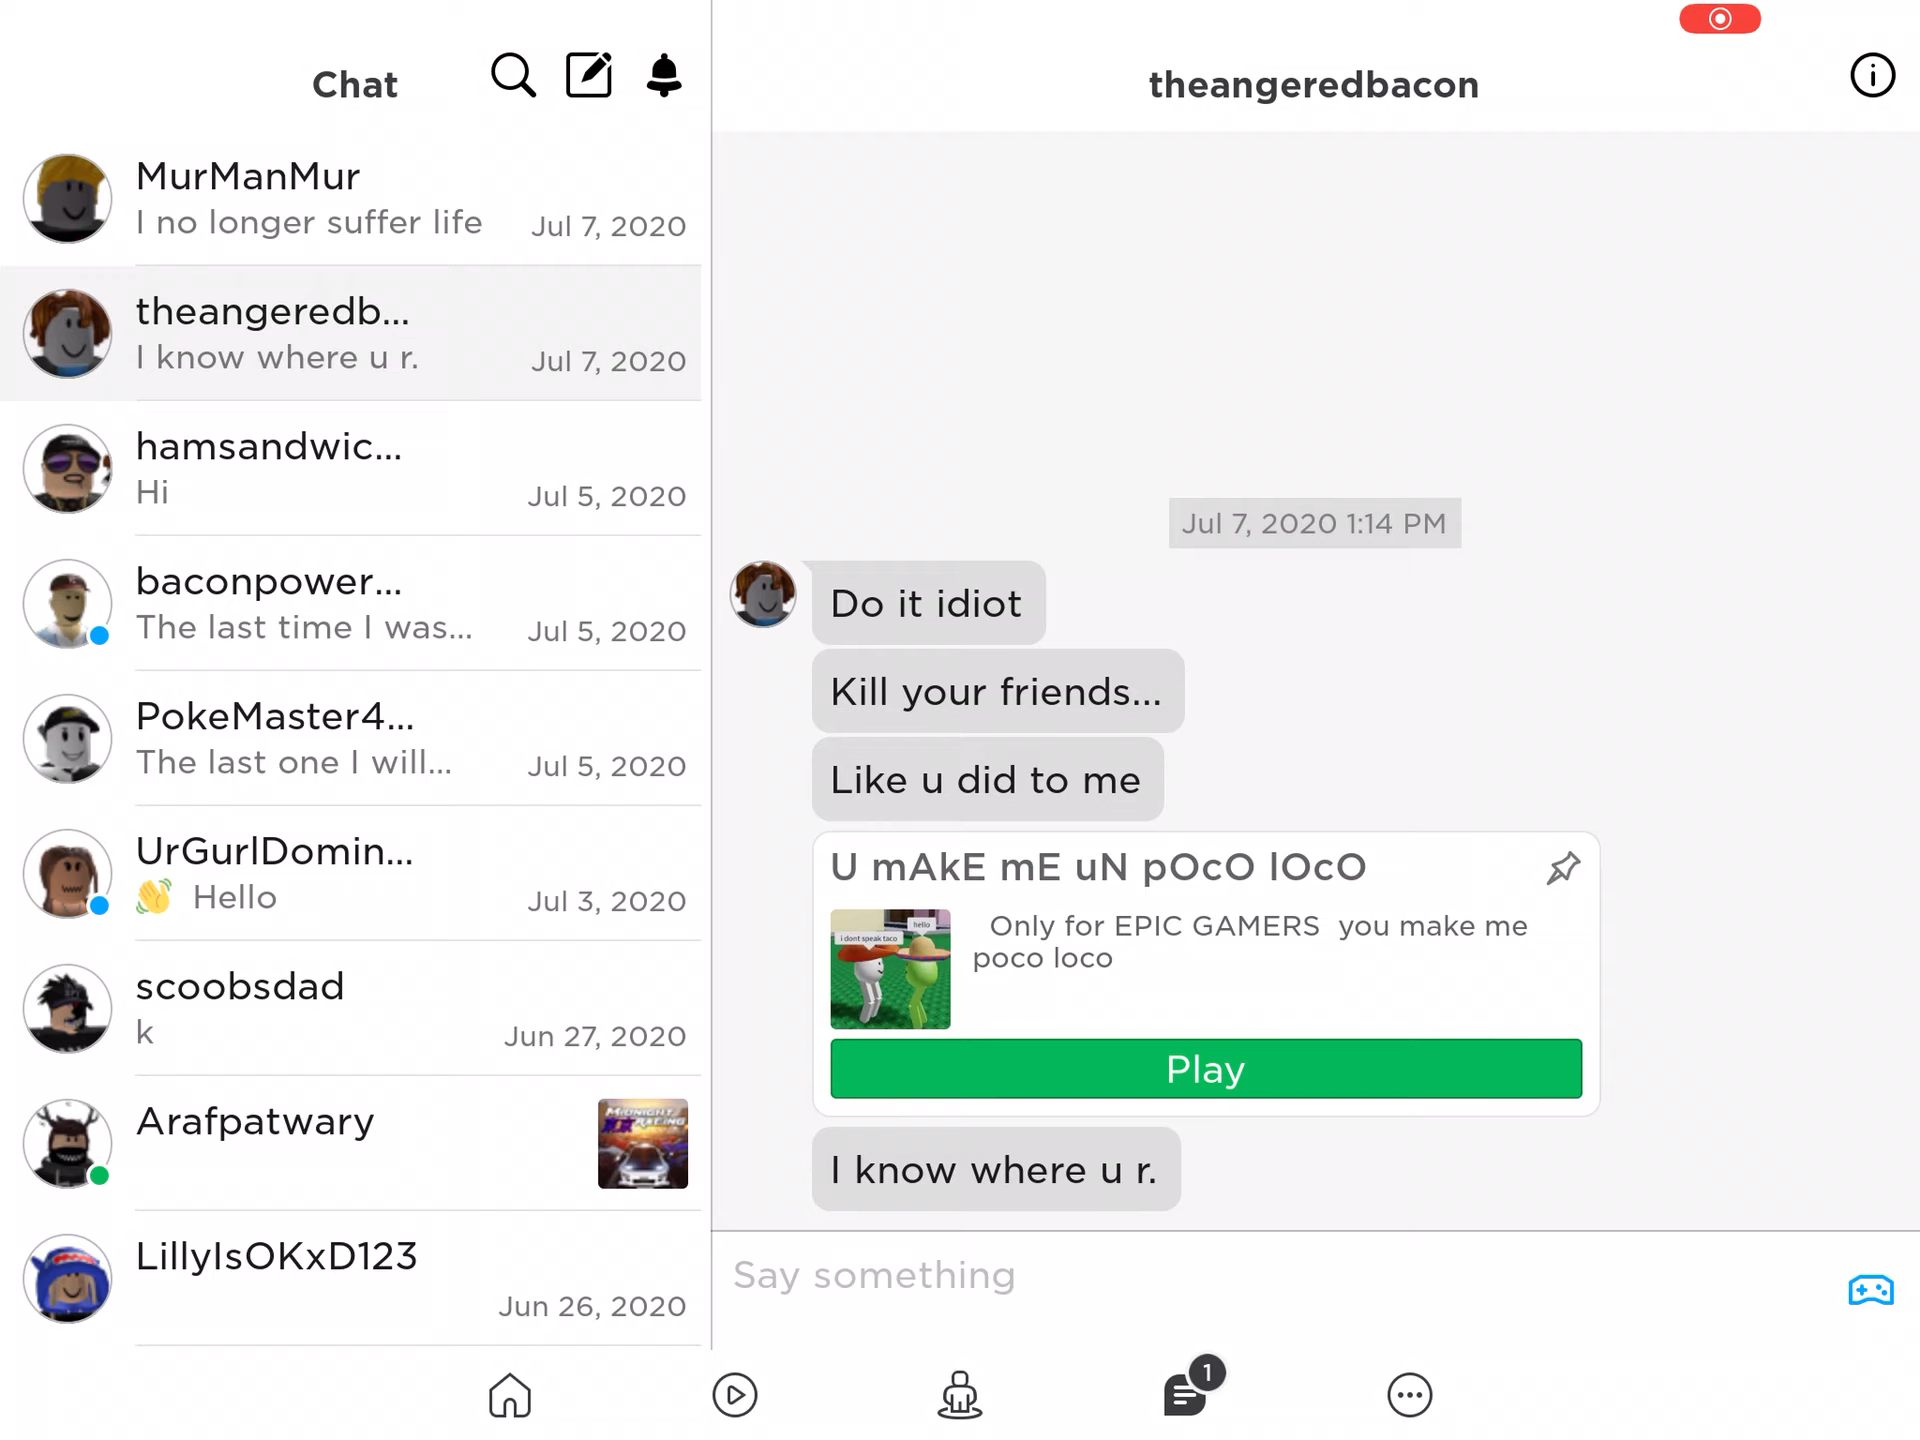 Chat
MurManMur
I no longer suffer life
Jul 7, 2020
theangeredb...
I know where u r.
Jul 7, 2020
hamsandwic...
Hi
Jul 5, 2020
baconpower...
The last time I was...
Jul 5, 2020
PokeMaster4...
The last one I will...
Jul 5, 2020
UrGurlDomin...
👋 Hello
Jul 3, 2020
scoobsdad
k
Jun 27, 2020
Arafpatwary
MIDNIGHT
RACING
LillyIsOKxD123
Jun 26, 2020
theangeredbacon
Jul 7, 2020 1:14 PM
Do it idiot
Kill your friends...
Like u did to me
U mAkE mE uN pOcO lOcO
hello
i dont speak taco
Only for EPIC GAMERS you make me
poco loco
Play
I know where u r.
Say something
1